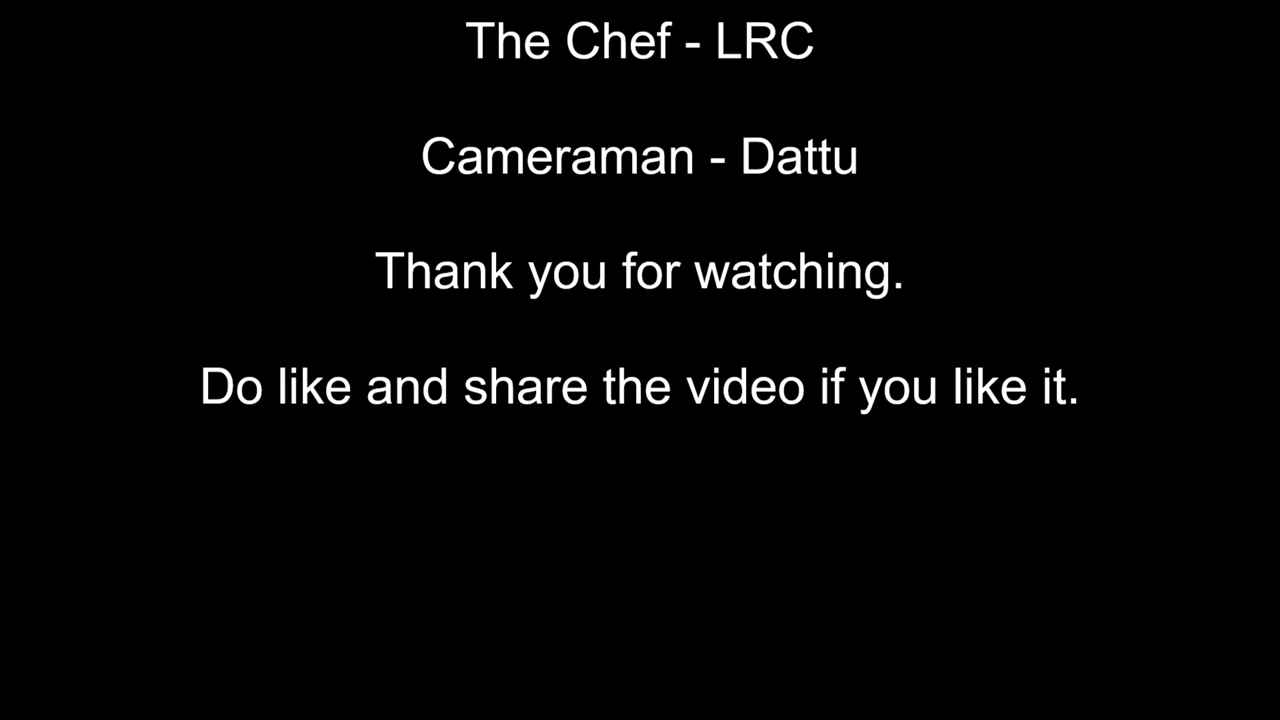 The Chef - LRC
Cameraman - Dattu
Thank you for watching.
Do like and share the video if you like it.